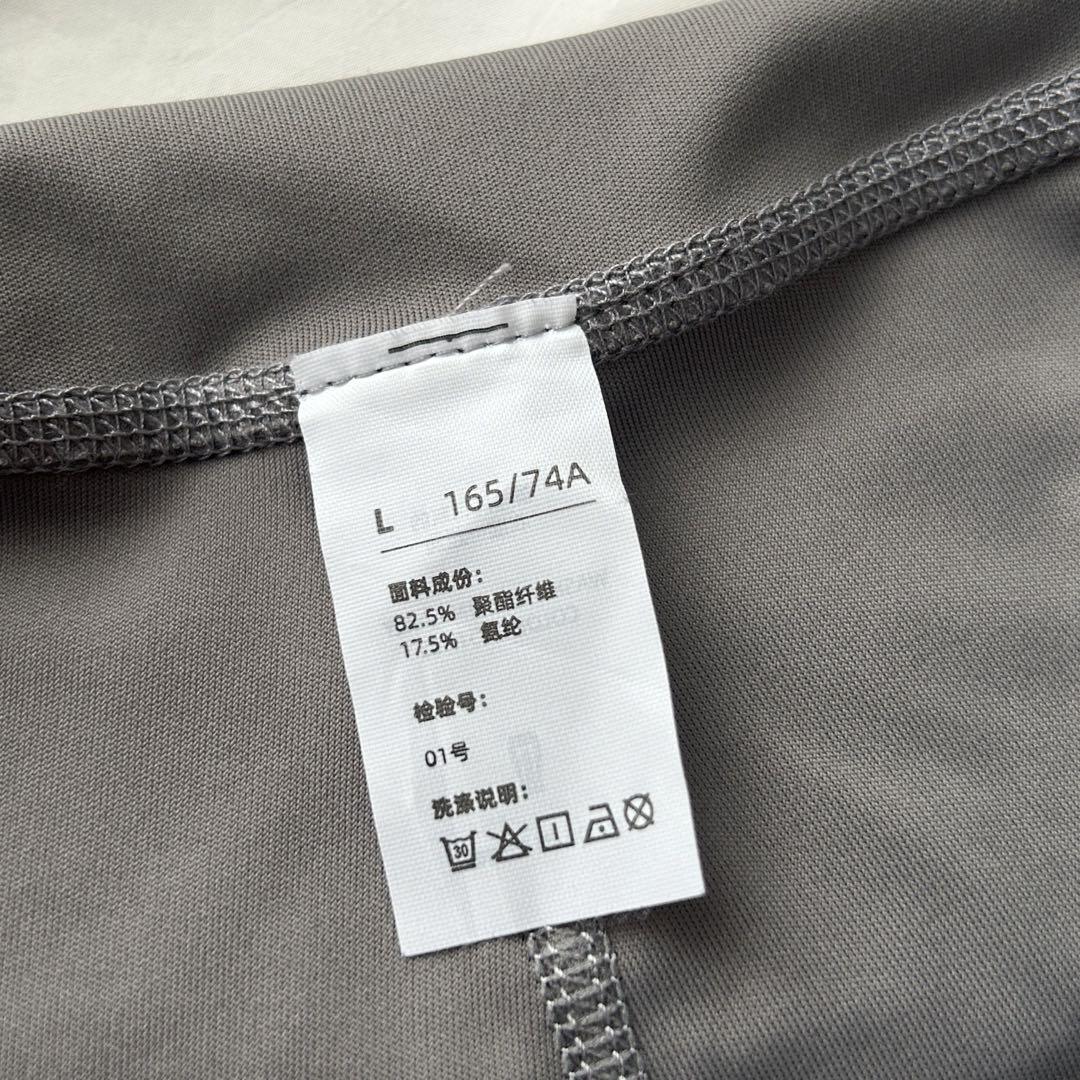 L 165/74A
面料成份：
82.5% 聚酯纤维
17.5% 氨纶
检验号：
01号
洗涤说明：
30